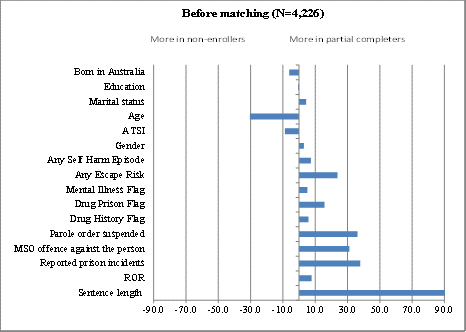 Before matching (N=4,226)
More in non-enrollers More in partial completers
Born in Australia
Education
Marital status
Age
ATSI
Gender
Any Self Harm Episode
Any Escape Risk
Mental Illness Flag
Drug Prison Flag
Drug History Flag
Parole order suspended
MSO offence against the person
Reported prison incidents
ROR
Sentence length
-90.0 -70.0 -50.0 -30.0 -10.0 10.0 30.0 50.0 70.0 90.0